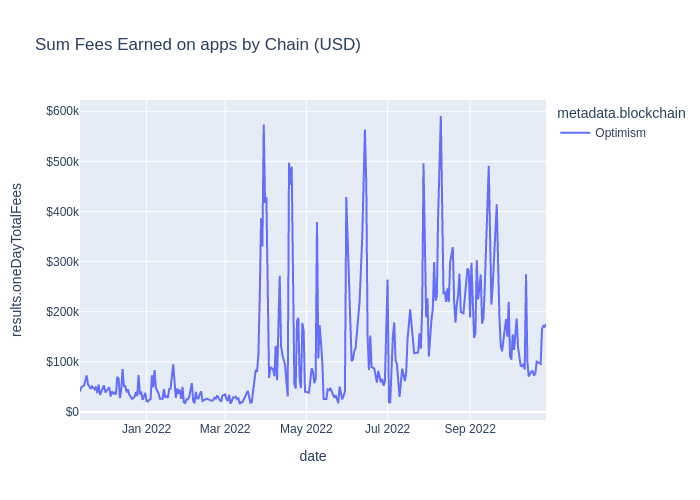 Sum Fees Earned on apps by Chain (USD)
metadata.blockchain
Optimism
results.oneDayTotalFees
$600k
$500k
$400k
$300k
$200k
$100k
$0
Jan 2022
Mar 2022
May 2022
Jul 2022
Sep 2022
date